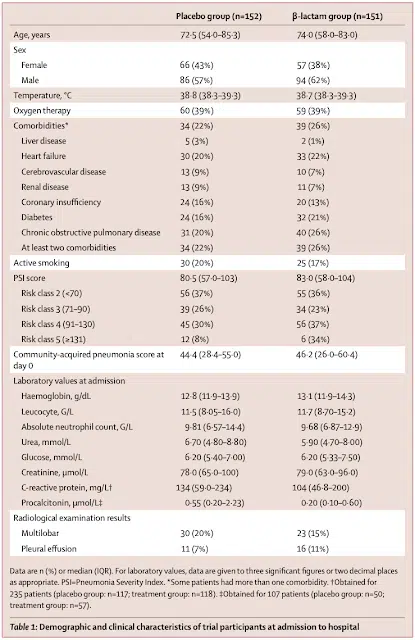 Placebo group (n=152) β-lactam group (n=151)
Age, years 72·5 (54·0–85·3) 74·0 (58·0–83·0)
Sex
Female 66 (43%) 57 (38%)
Male 86 (57%) 94 (62%)
Temperature, °C 38·8 (38·3–39·3) 38·7 (38·3–39·3)
Oxygen therapy 60 (39%) 59 (39%)
Comorbidities* 34 (22%) 39 (26%)
Liver disease 5 (3%) 2 (1%)
Heart failure 30 (20%) 33 (22%)
Cerebrovascular disease 13 (9%) 10 (7%)
Renal disease 13 (9%) 11 (7%)
Coronary insufficiency 24 (16%) 20 (13%)
Diabetes 24 (16%) 32 (21%)
Chronic obstructive pulmonary disease 31 (20%) 40 (26%)
At least two comorbidities 34 (22%) 39 (26%)
Active smoking 30 (20%) 25 (17%)
PSI score 80·5 (57·0–103) 83·0 (58·0–104)
Risk class 2 (<70) 56 (37%) 55 (36%)
Risk class 3 (71–90) 39 (26%) 34 (23%)
Risk class 4 (91–130) 45 (30%) 56 (37%)
Risk class 5 (≥131) 12 (8%) 6 (34%)
Community-acquired pneumonia score at 44·4 (28·4–55·0) 46·2 (26·0–60·4)
day 0
Laboratory values at admission
Haemoglobin, g/dL 12·8 (11·9–13·9) 13·1 (11·9–14·3)
Leucocyte, G/L 11·5 (8·05–16·0) 11·7 (8·70–15·2)
Absolute neutrophil count, G/L 9·81 (6·57–14·4) 9·68 (6·87–12·9)
Urea, mmol/L 6·70 (4·80–8·80) 5·90 (4·70–8·00)
Glucose, mmol/L 6·20 (5·40–7·00) 6·20 (5·33–7·50)
Creatinine, µmol/L 78·0 (65·0–100) 79·0 (63·0–96·0)
C-reactive protein, mg/L† 134 (59·0–234) 104 (46·8–200)
Procalcitonin, µmol/L‡ 0·55 (0·20–2·23) 0·20 (0·10–0·60)
Radiological examination results
Multilobar 30 (20%) 23 (15%)
Pleural effusion 11 (7%) 16 (11%)
Data are n (%) or median (IQR). For laboratory values, data are given to three significant figures or two decimal places
as appropriate. PSI=Pneumonia Severity Index. *Some patients had more than one comorbidity. †Obtained for
235 patients (placebo group: n=117; treatment group: n=118). ‡Obtained for 107 patients (placebo group: n=50;
treatment group: n=57).
Table 1: Demographic and clinical characteristics of trial participants at admission to hospital